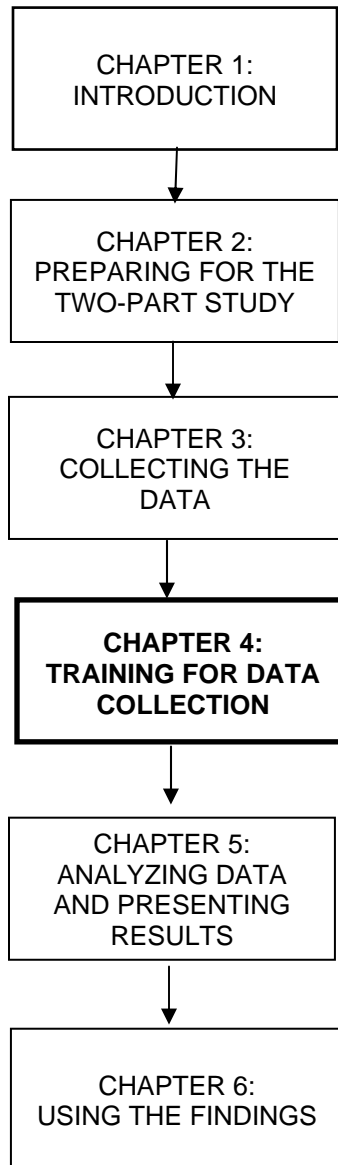 CHAPTER 1:
INTRODUCTION
CHAPTER 2:
PREPARING FOR THE
TWO-PART STUDY
CHAPTER 3:
COLLECTING THE
DATA
CHAPTER 4:
TRAINING FOR DATA
COLLECTION
CHAPTER 5:
ANALYZING DATA
AND PRESENTING
RESULTS
CHAPTER 6:
USING THE FINDINGS